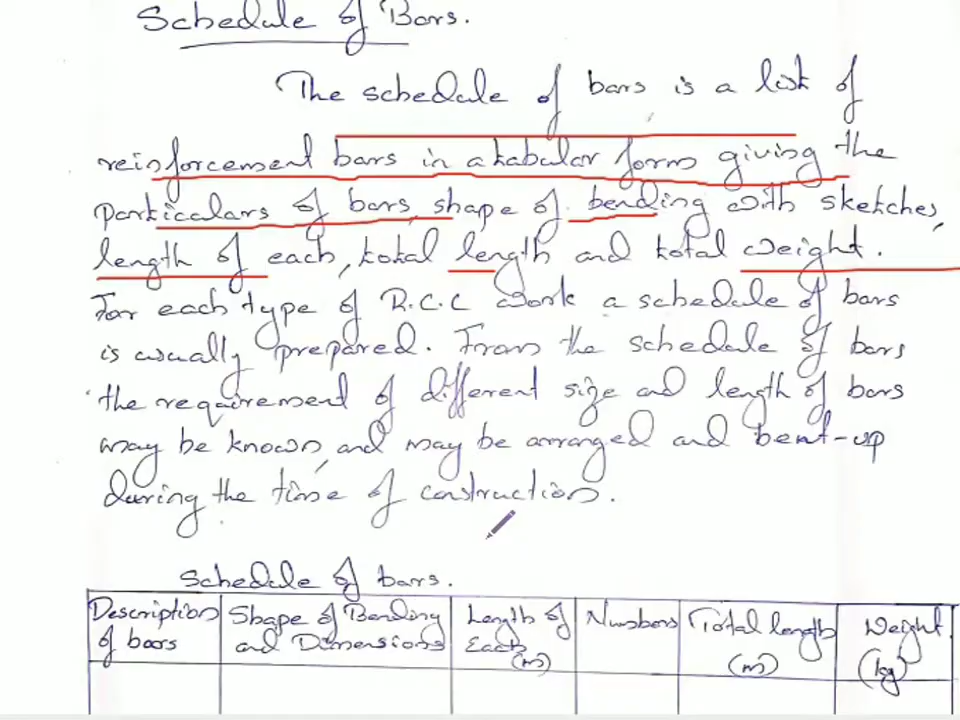 Schedule of Bars.
The schedule of bars is a list of
reinforcement bars in a tabular form giving the
particulars of bars, shape of bending with sketches,
length of each, total length and total weight.
For each type of R.C.C work a schedule of bars
is usually prepared. From the schedule of bars
the requirement of different size and length of bars
may be known, and may be arranged and bent-up
during the time of construction.
Schedule of bars.
Description of bars | Shape of Bending and Dimensions | Length of Each (m) | Numbers | Total length (m) | Weight (kg)